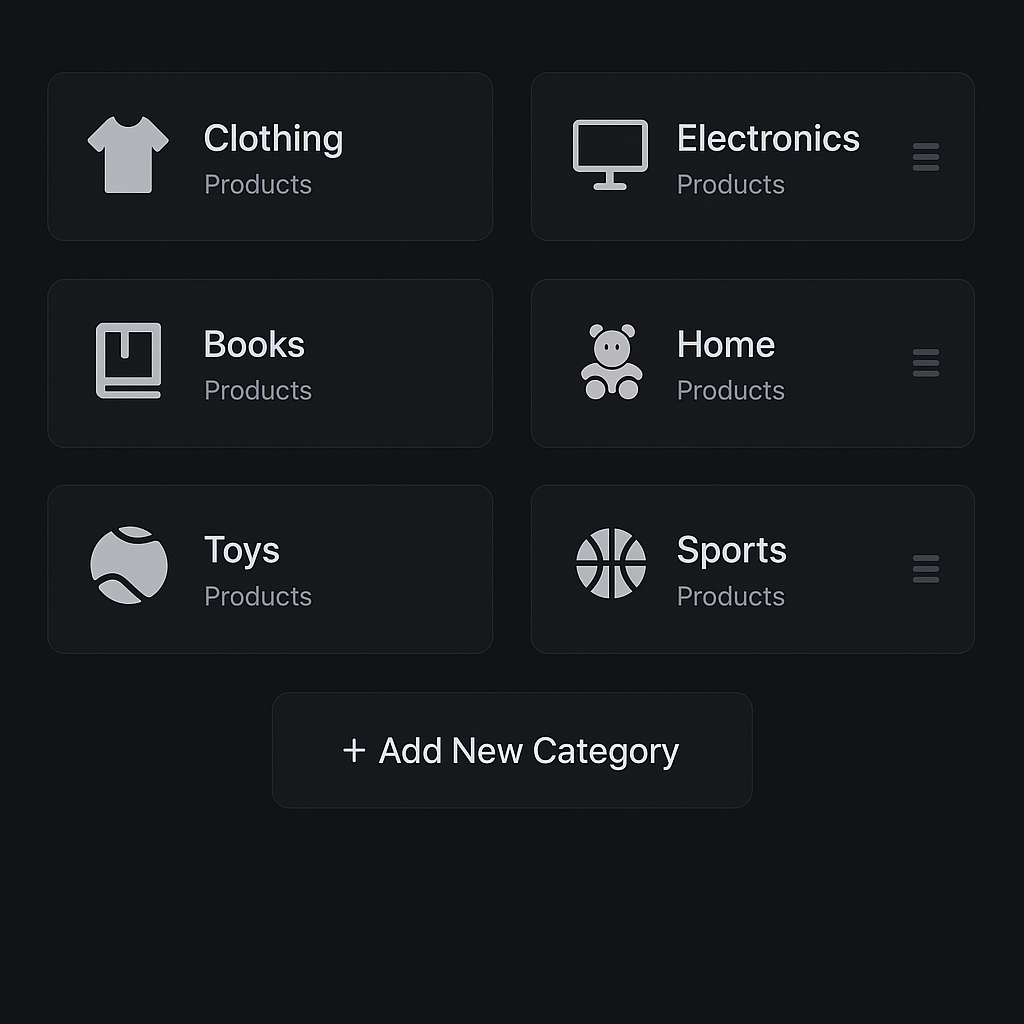 Clothing
Products
Electronics
Products
Books
Products
Home
Products
Toys
Products
Sports
Products
+ Add New Category